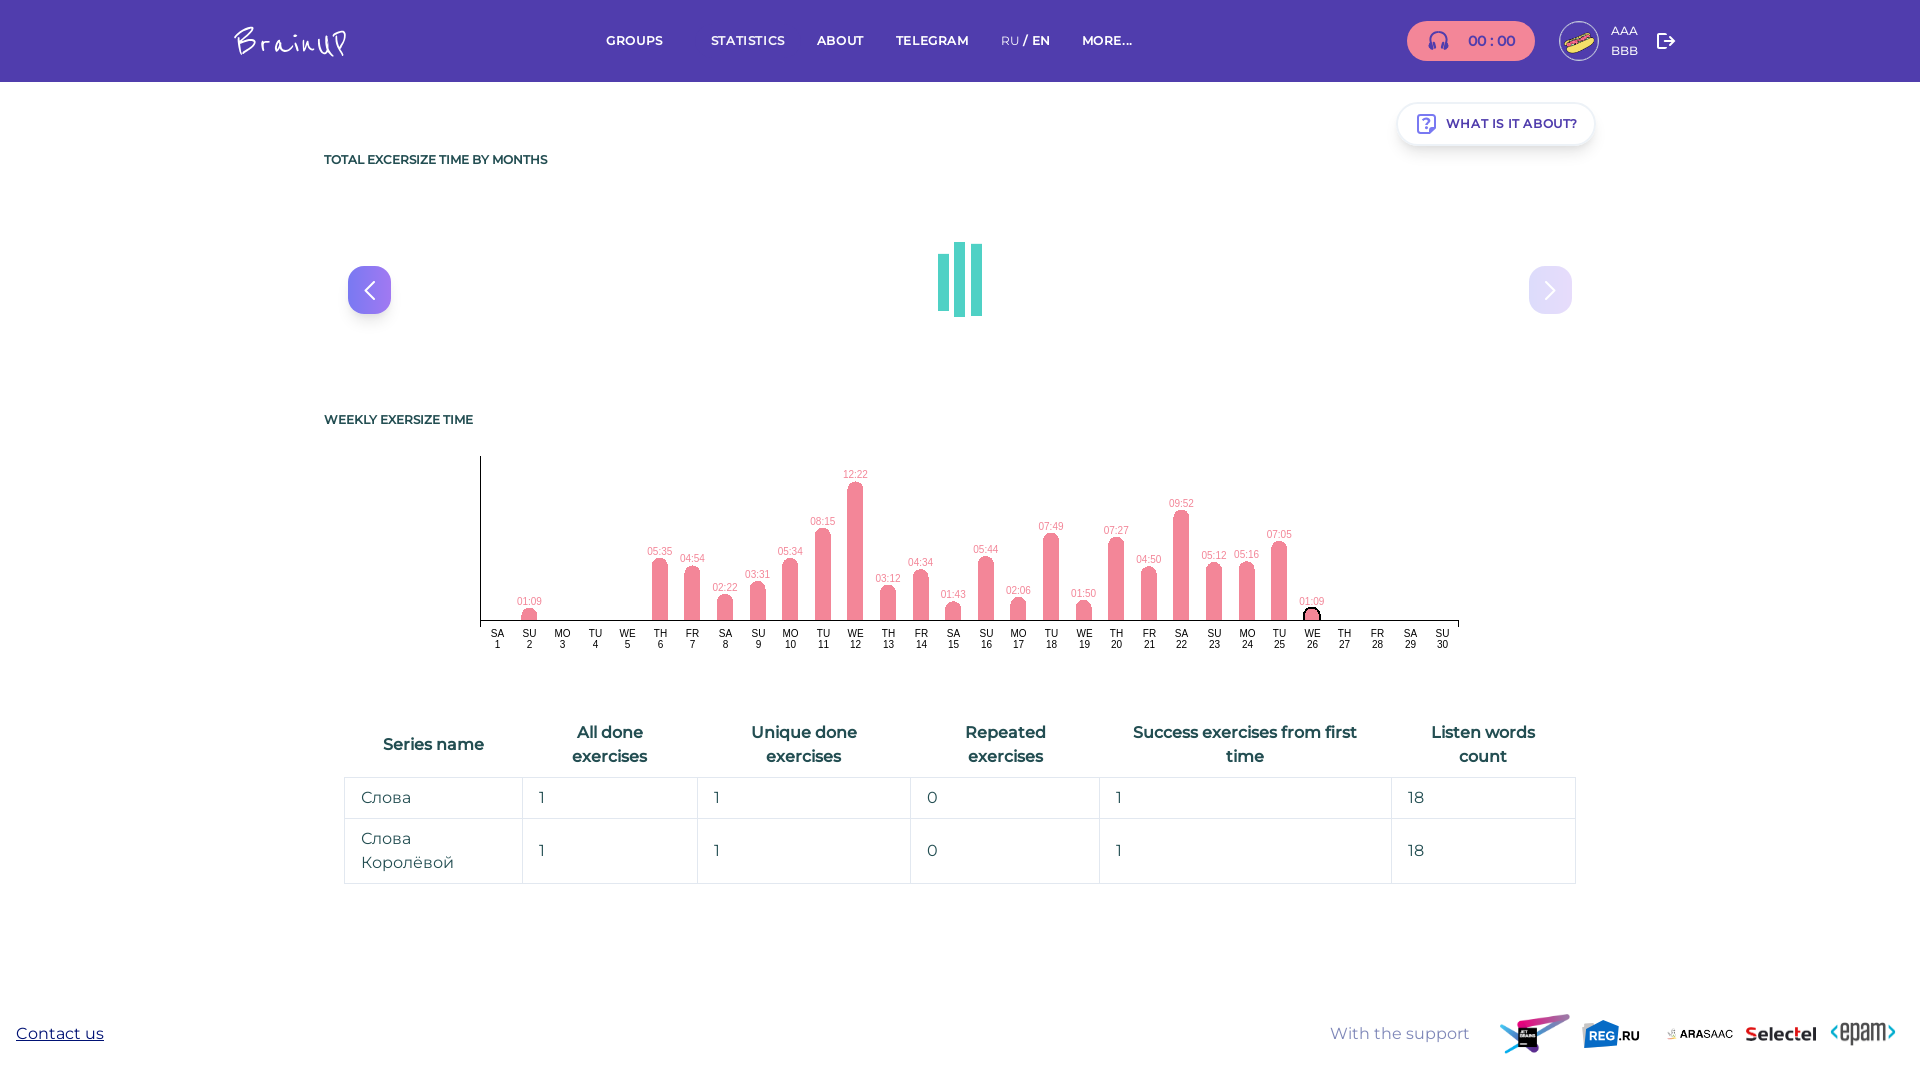 BrainUP
GROUPS
STATISTICS
ABOUT
TELEGRAM
RU / EN
MORE...
00 : 00
AAA
BBB
WHAT IS IT ABOUT?
TOTAL EXCERSIZE TIME BY MONTHS
WEEKLY EXERSIZE TIME
01:09 05:35 04:54 02:22 03:31 05:34 08:15 12:22 03:12 04:34 01:43 05:44 02:06 07:49 01:50 07:27 04:50 09:52 05:12 05:16 07:05 01:09
SA SU MO TU WE TH FR SA SU MO TU WE TH FR SA SU MO TU WE TH FR SA SU MO TU WE TH FR SA SU
1 2 3 4 5 6 7 8 9 10 11 12 13 14 15 16 17 18 19 20 21 22 23 24 25 26 27 28 29 30
Series name
All done
exercises
Unique done
exercises
Repeated
exercises
Success exercises from first
time
Listen words
count
Слова 1 1 0 1 18
Слова
Королёвой 1 1 0 1 18
Contact us
With the support
JET
BRAINS
REG.RU
ARASAAC
Selectel
<epam>